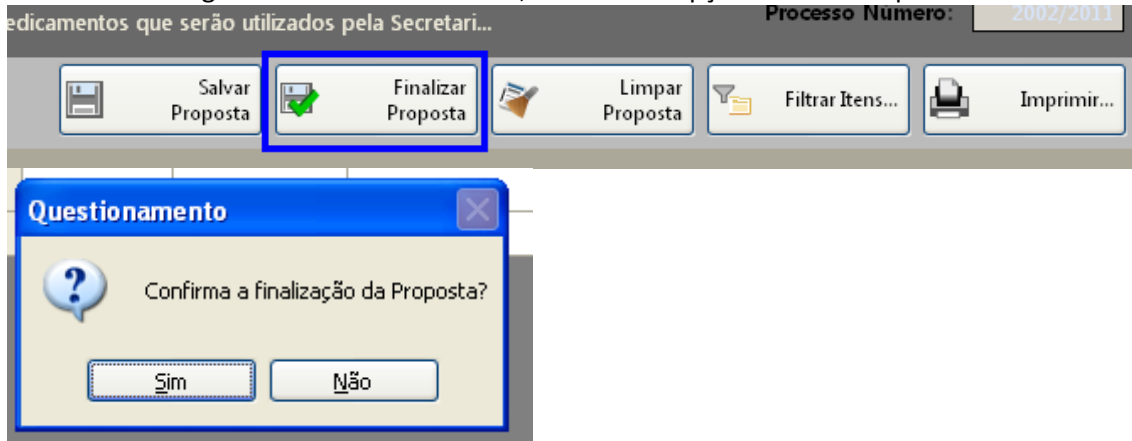 edicamentos que serão utilizados pela Secretari...
Processo Número: 2002/2011
Salvar
Proposta
Finalizar
Proposta
Limpar
Proposta
Filtrar Itens...
Imprimir...
Questionamento
Confirma a finalização da Proposta?
Sim
Não